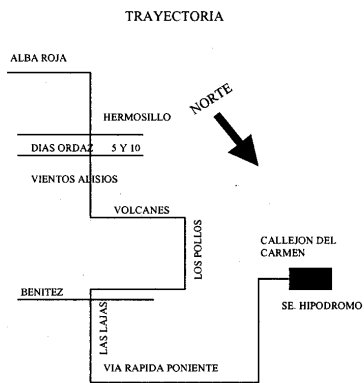 TRAYECTORIA
ALBA ROJA
NORTE
HERMOSILLO
DIAS ORDAZ 5 Y 10
VIENTOS ALISIOS
VOLCANES
LOS POLLOS
CALLEJON DEL
CARMEN
BENITEZ
LAS LAJAS
SE. HIPODROMO
VIA RAPIDA PONIENTE